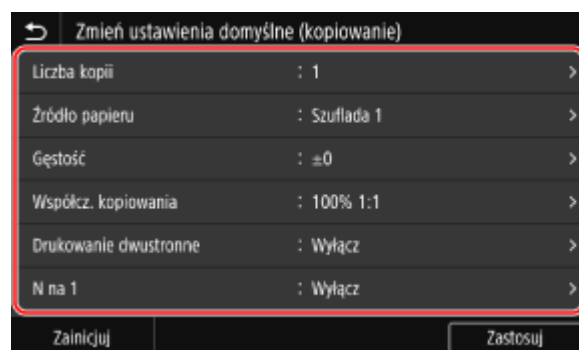 Zmień ustawienia domyślne (kopiowanie)
Liczba kopii : 1
Źródło papieru : Szuflada 1
Gęstość : ±0
Współcz. kopiowania : 100% 1:1
Drukowanie dwustronne : Wyłącz
N na 1 : Wyłącz
Zainicjuj Zastosuj